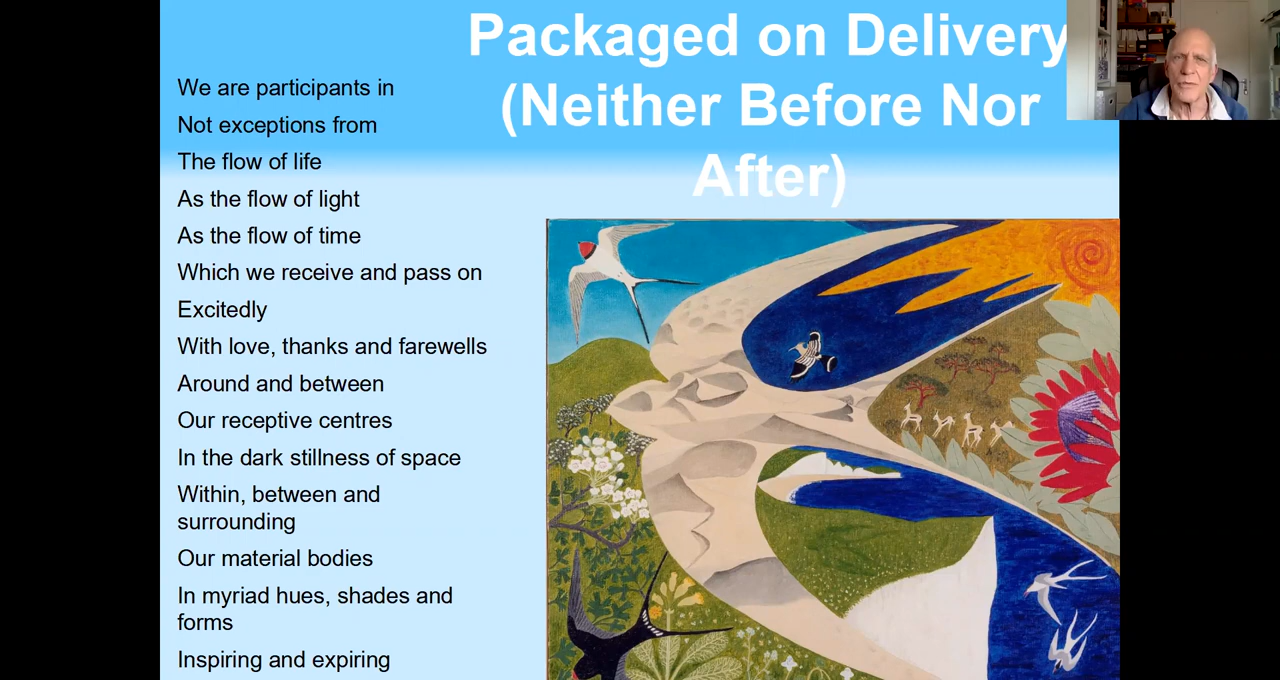 Packaged on Delivery
(Neither Before Nor
After)
We are participants in
Not exceptions from
The flow of life
As the flow of light
As the flow of time
Which we receive and pass on
Excitedly
With love, thanks and farewells
Around and between
Our receptive centres
In the dark stillness of space
Within, between and
surrounding
Our material bodies
In myriad hues, shades and
forms
Inspiring and expiring